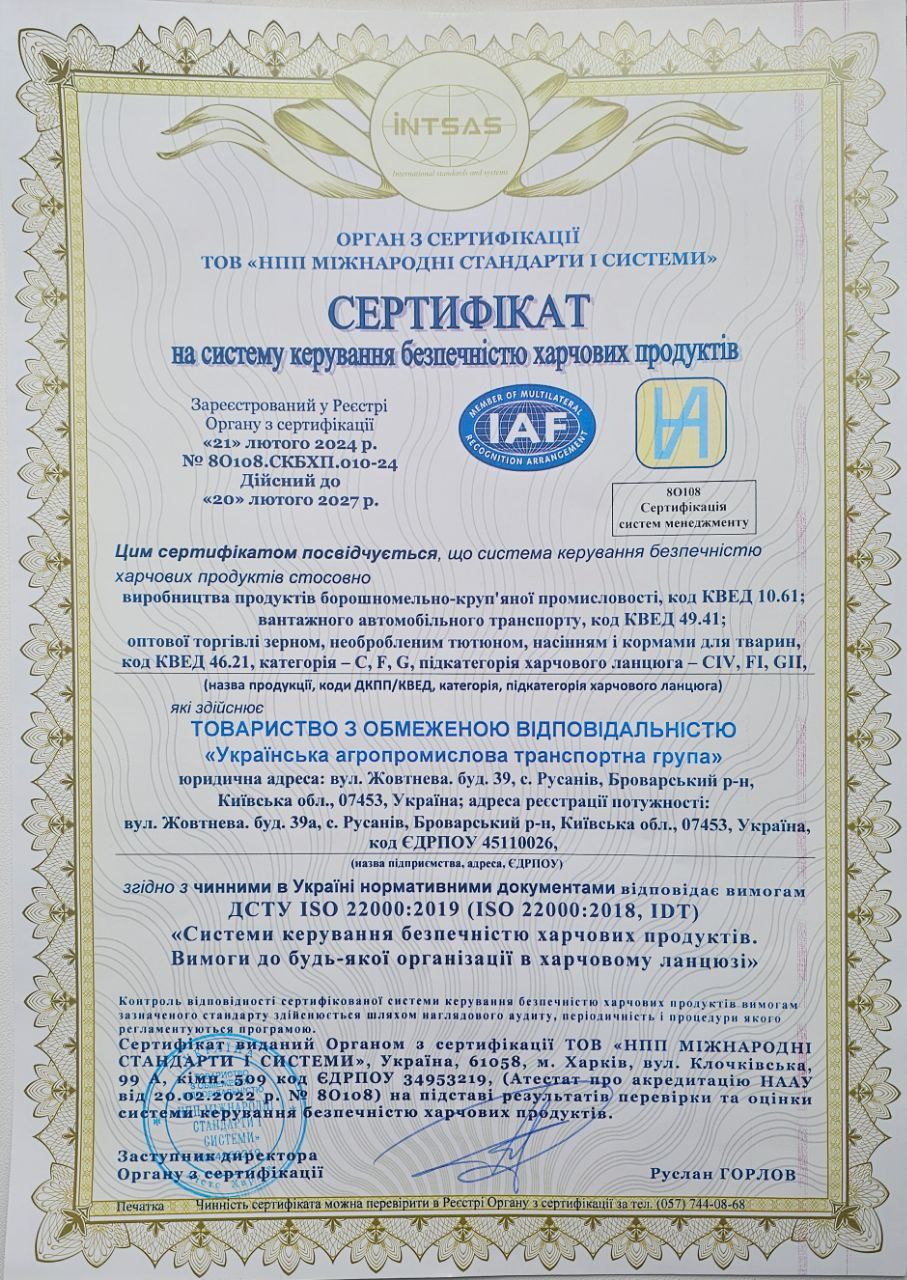 INTSAS
International standards and systems
ОРГАН З СЕРТИФІКАЦІЇ
ТОВ «НПП МІЖНАРОДНІ СТАНДАРТИ І СИСТЕМИ»
СЕРТИФІКАТ
на систему керування безпечністю харчових продуктів
Зареєстрований у Реєстрі
Органу з сертифікації
«21» лютого 2024 р.
№ 8О108.СКБХП.010-24
Дійсний до
«20» лютого 2027 р.
MEMBER OF MULTILATERAL
IAF
RECOGNITION ARRANGEMENT
8О108
Сертифікація
систем менеджменту
Цим сертифікатом посвідчується, що система керування безпечністю
харчових продуктів стосовно
виробництва продуктів борошномельно-круп'яної промисловості, код КВЕД 10.61;
вантажного автомобільного транспорту, код КВЕД 49.41;
оптової торгівлі зерном, необробленим тютюном, насінням і кормами для тварин,
код КВЕД 46.21, категорія – C, F, G, підкатегорія харчового ланцюга – CIV, FI, GII,
(назва продукції, коди ДКПП/КВЕД, категорія, підкатегорія харчового ланцюга)
які здійснює
ТОВАРИСТВО З ОБМЕЖЕНОЮ ВІДПОВІДАЛЬНІСТЮ
«Українська агропромислова транспортна група»
юридична адреса: вул. Жовтнева. буд. 39, с. Русанів, Броварський р-н,
Київська обл., 07453, Україна; адреса реєстрації потужності:
вул. Жовтнева. буд. 39а, с. Русанів, Броварський р-н, Київська обл., 07453, Україна,
код ЄДРПОУ 45110026,
(назва підприємства, адреса, ЄДРПОУ)
згідно з чинними в Україні нормативними документами відповідає вимогам
ДСТУ ISO 22000:2019 (ISO 22000:2018, IDT)
«Системи керування безпечністю харчових продуктів.
Вимоги до будь-якої організації в харчовому ланцюзі»
Контроль відповідності сертифікованої системи керування безпечністю харчових продуктів вимогам
зазначеного стандарту здійснюється шляхом наглядового аудиту, періодичність і процедури якого
регламентуються програмою.
Сертифікат виданий Органом з сертифікації ТОВ «НПП МІЖНАРОДНІ
СТАНДАРТИ І СИСТЕМИ», Україна, 61058, м. Харків, вул. Клочківська,
99 А, кімн. 509 код ЄДРПОУ 34953219, (Атестат про акредитацію НААУ
від 20.02.2022 р. № 8О108) на підставі результатів перевірки та оцінки
системи керування безпечністю харчових продуктів.
НПП МІЖНАРОДНІ
СТАНДАРТИ І
СИСТЕМИ»
Заступник директора
Органу з сертифікації
Руслан ГОРЛОВ
Печатка
Чинність сертифіката можна перевірити в Реєстрі Органу з сертифікації за тел. (057) 744-08-68